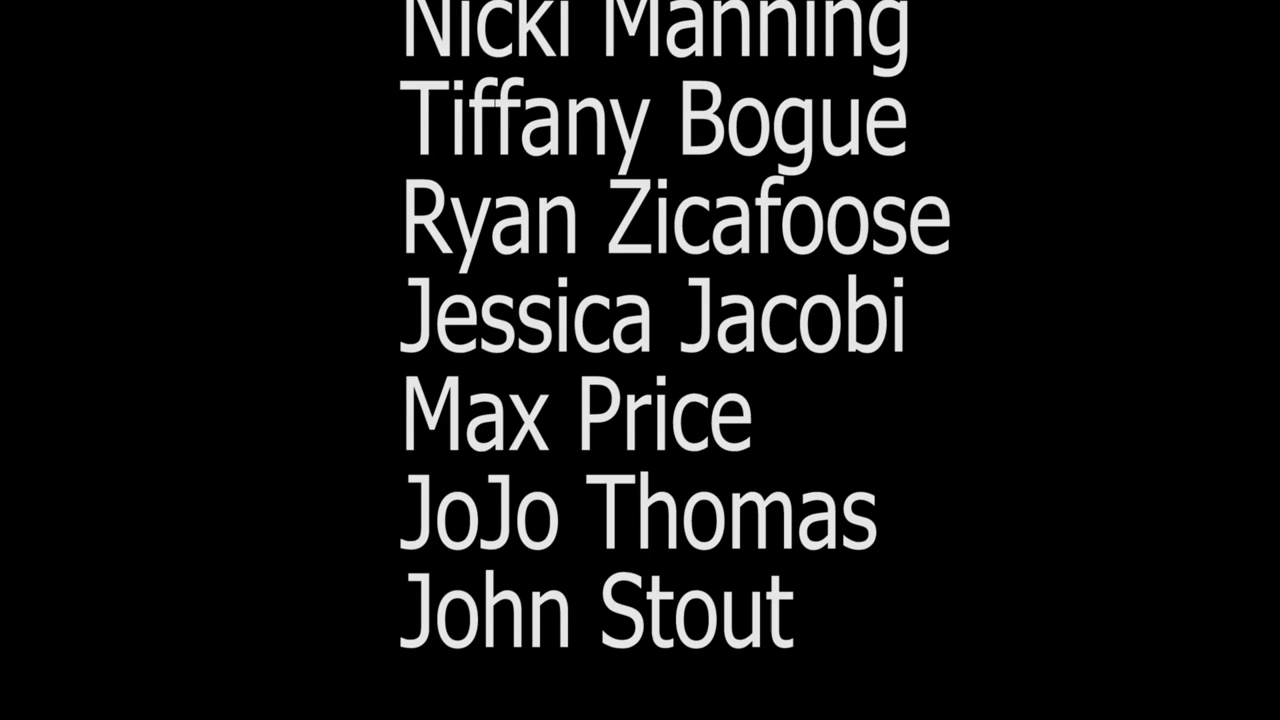 Nicki Manning
Tiffany Bogue
Ryan Zicafoose
Jessica Jacobi
Max Price
JoJo Thomas
John Stout